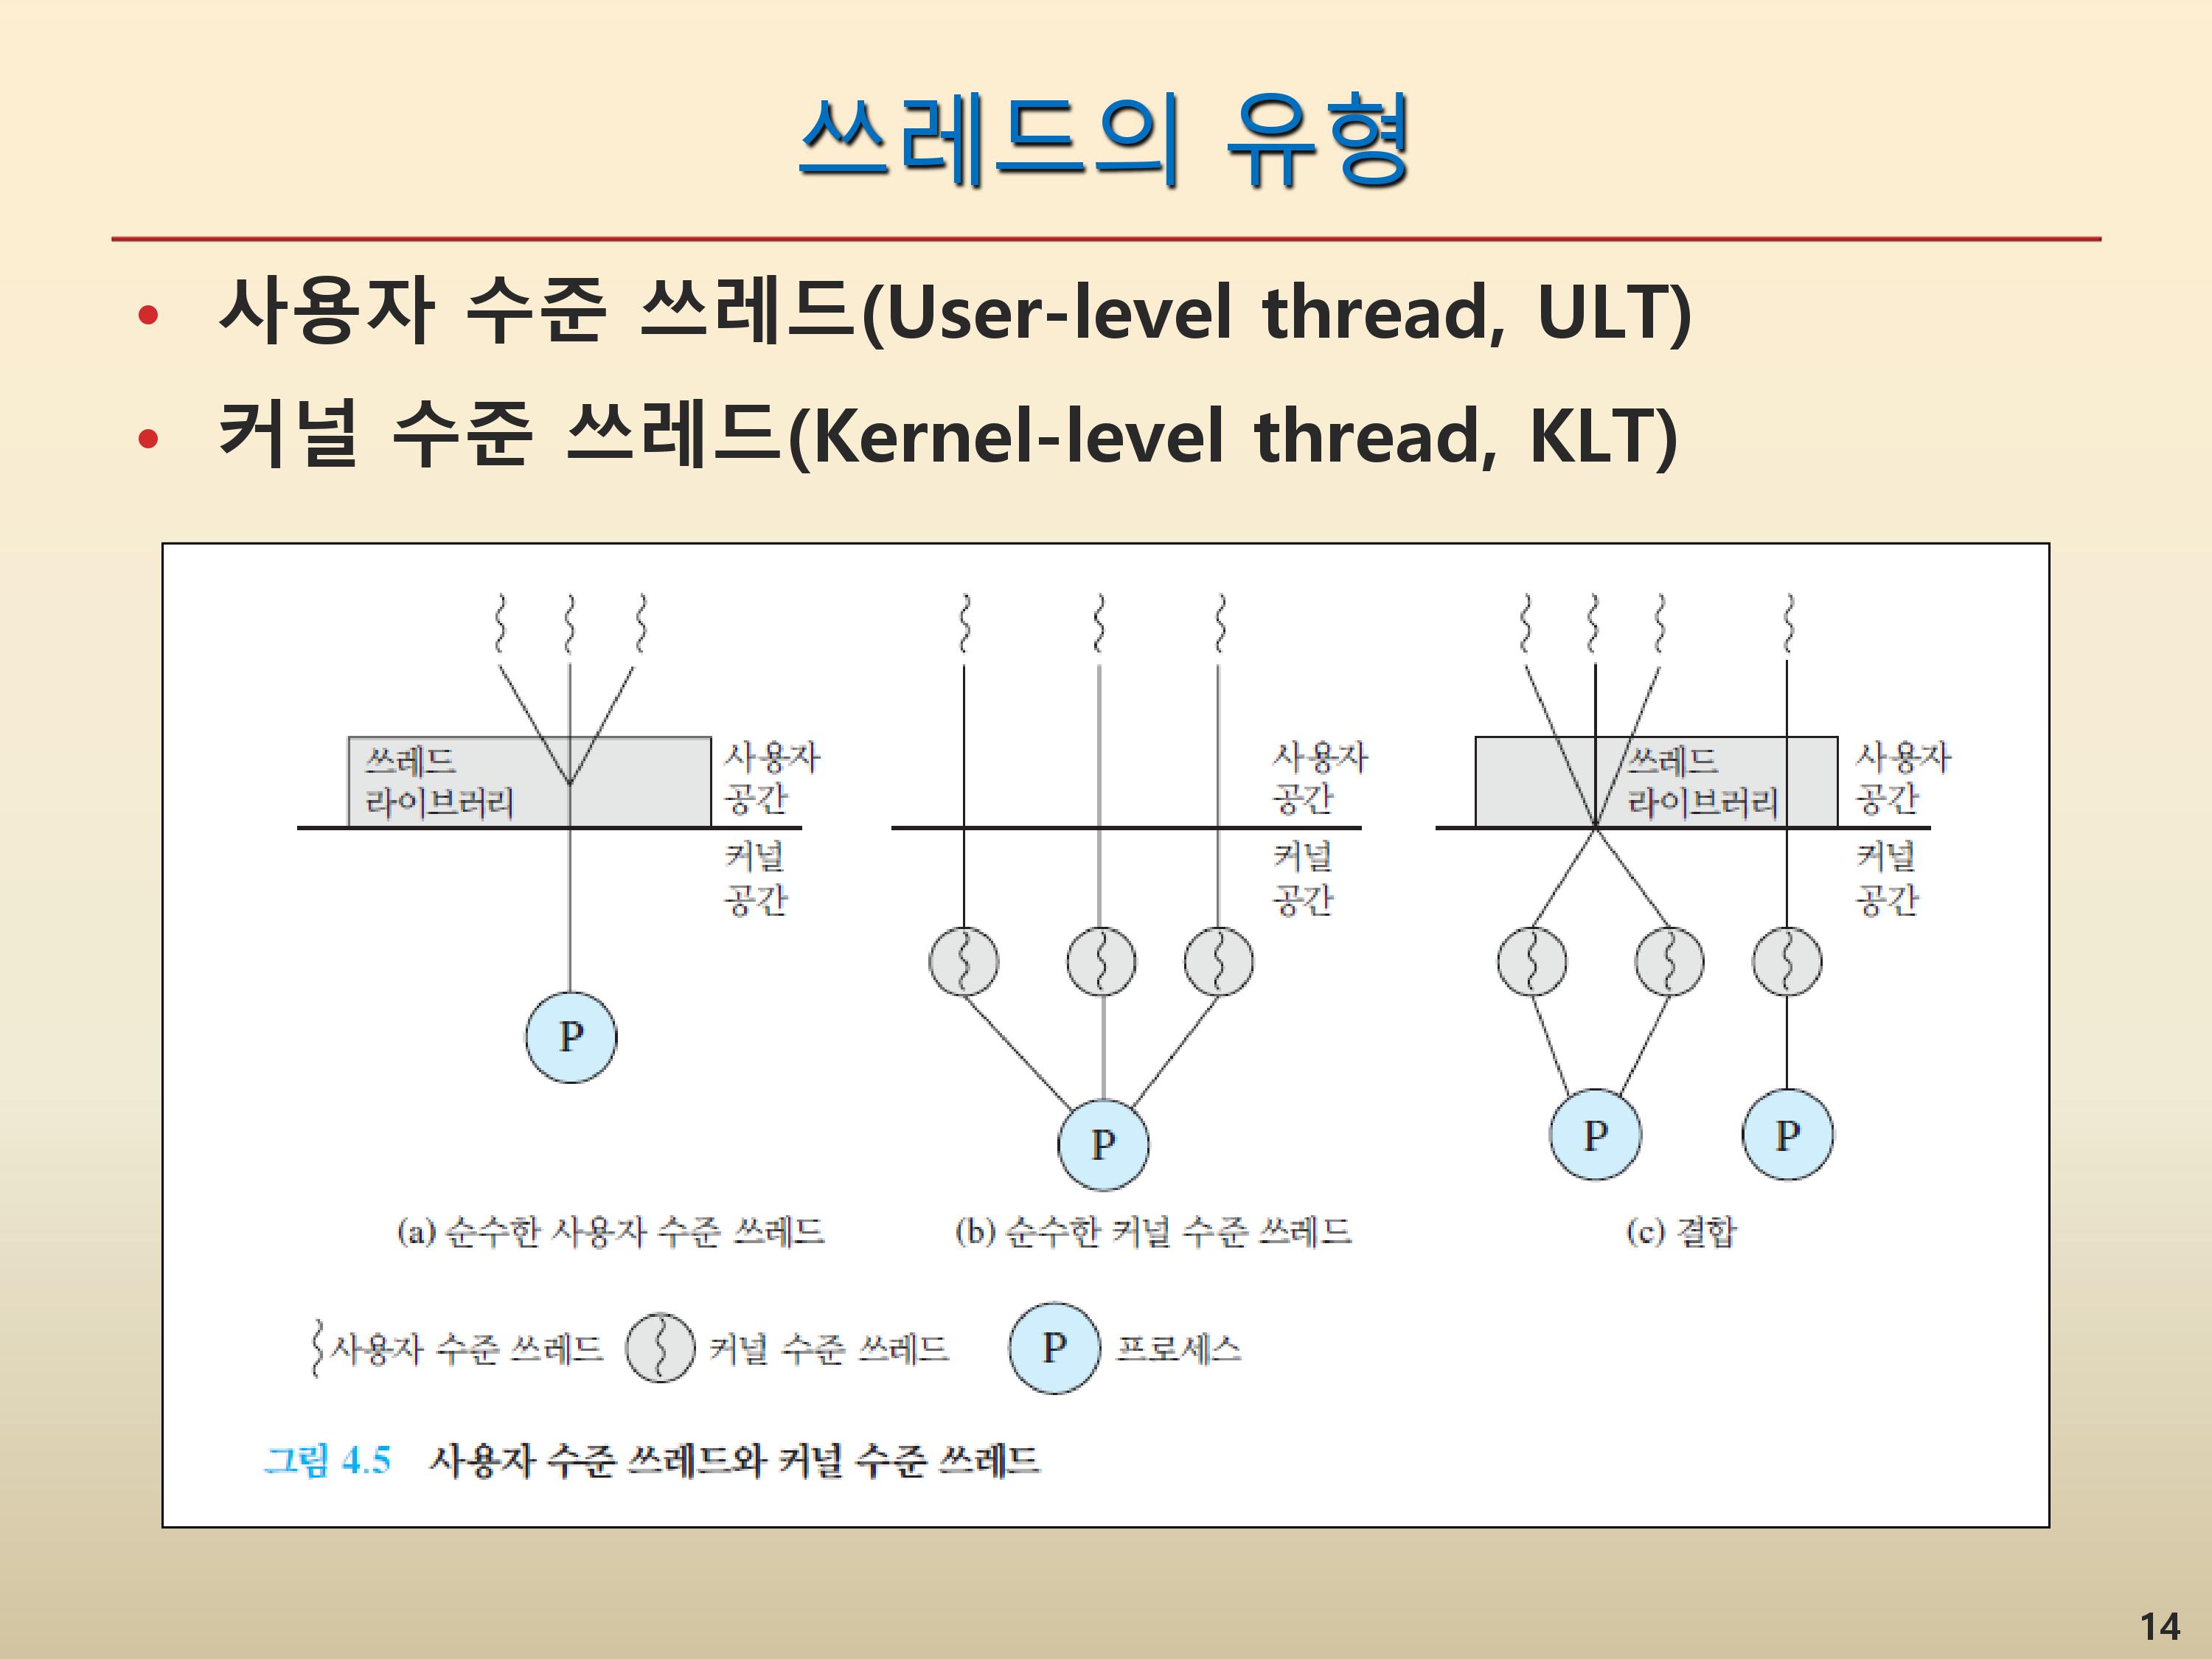 쓰레드의 유형
• 사용자 수준 쓰레드(User-level thread, ULT)
• 커널 수준 쓰레드(Kernel-level thread, KLT)
쓰레드
라이브러리
사용자
공간
커널
공간
P
(a) 순수한 사용자 수준 쓰레드
사용자
공간
커널
공간
P
(b) 순수한 커널 수준 쓰레드
쓰레드
라이브러리
사용자
공간
커널
공간
P
P
(c) 결합
사용자 수준 쓰레드 커널 수준 쓰레드 P 프로세스
그림 4.5 사용자 수준 쓰레드와 커널 수준 쓰레드
14